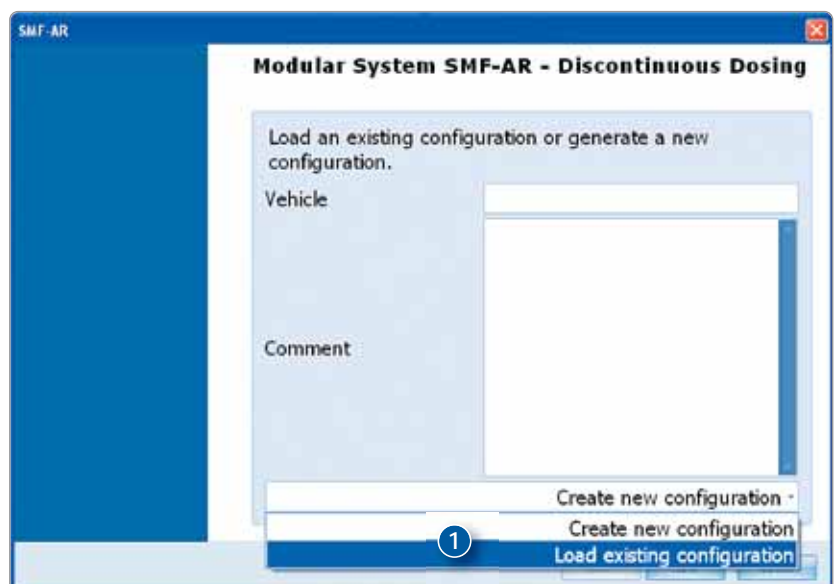 SMF-AR
Modular System SMF-AR - Discontinuous Dosing
Load an existing configuration or generate a new
configuration.
Vehicle
Comment
Create new configuration
Create new configuration
1
Load existing configuration